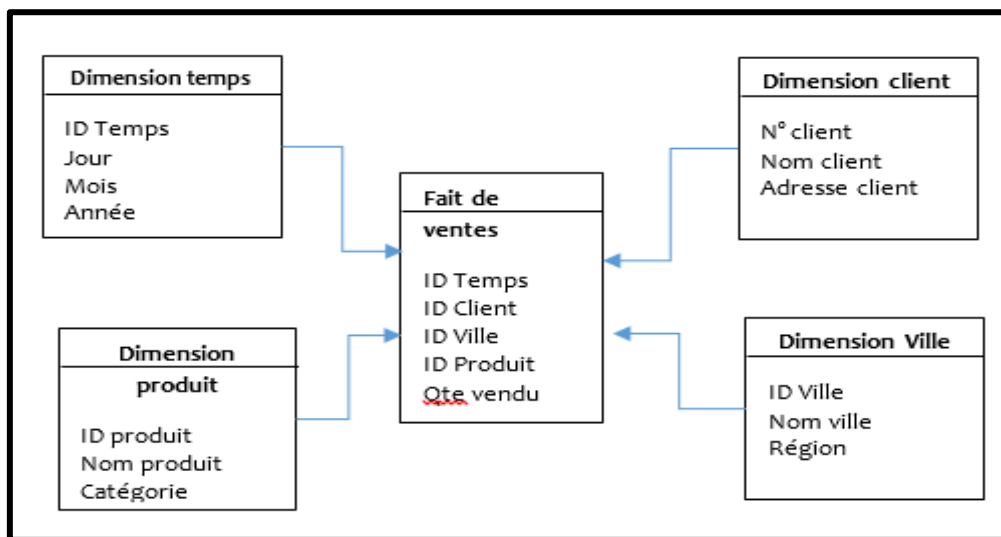 Dimension temps
ID Temps
Jour
Mois
Année
Dimension client
N° client
Nom client
Adresse client
Fait de
ventes
ID Temps
ID Client
ID Ville
ID Produit
Qte vendu
Dimension
produit
ID produit
Nom produit
Catégorie
Dimension Ville
ID Ville
Nom ville
Région